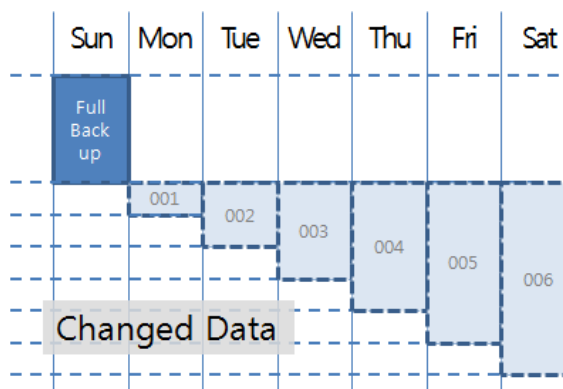 Sun Mon Tue Wed Thu Fri Sat
Full
Back
up
001
002
003
004
005
006
Changed Data